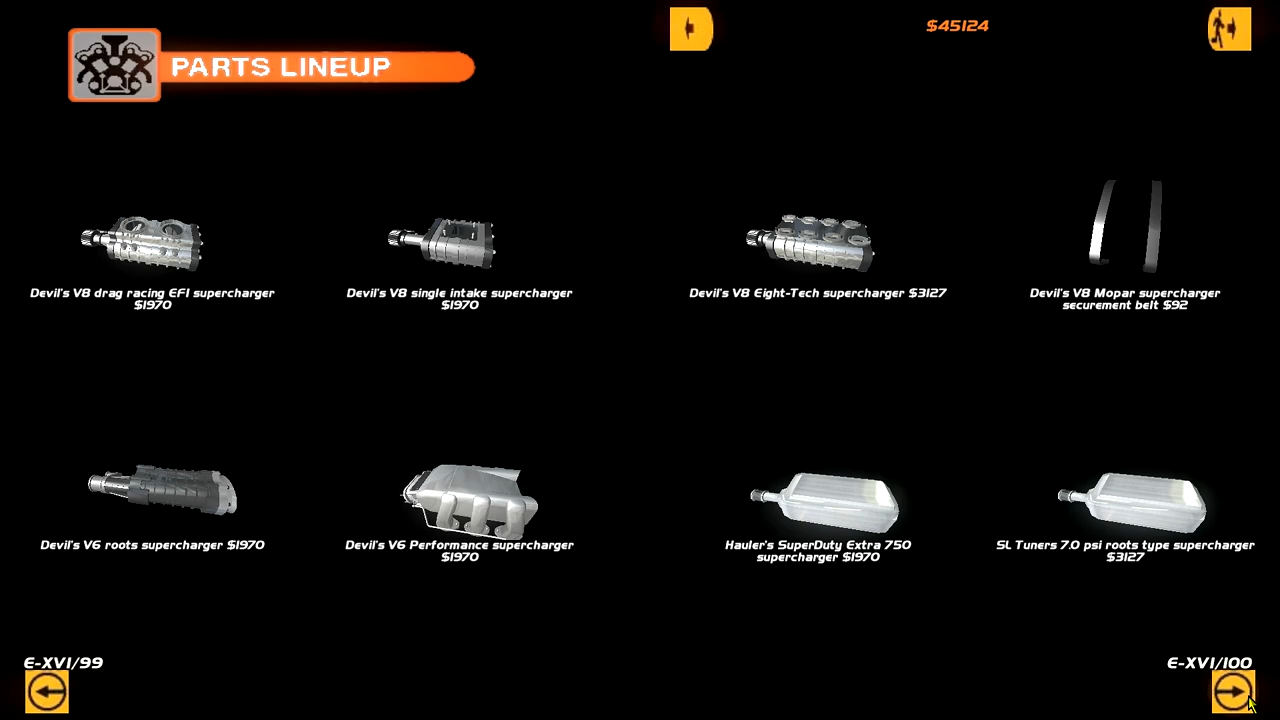 PARTS LINEUP
$45124
Devil's V8 drag racing EFI supercharger
$1970
Devil's V8 single intake supercharger
$1970
Devil's V8 Eight-Tech supercharger $3127
Devil's V8 Mopar supercharger
securement belt $92
Devil's V6 roots supercharger $1970
Devil's V6 Performance supercharger
$1970
Hauler's SuperDuty Extra 750
supercharger $1970
SL Tuners 7.0 psi roots type supercharger
$3127
E-XVI/99
E-XVI/100